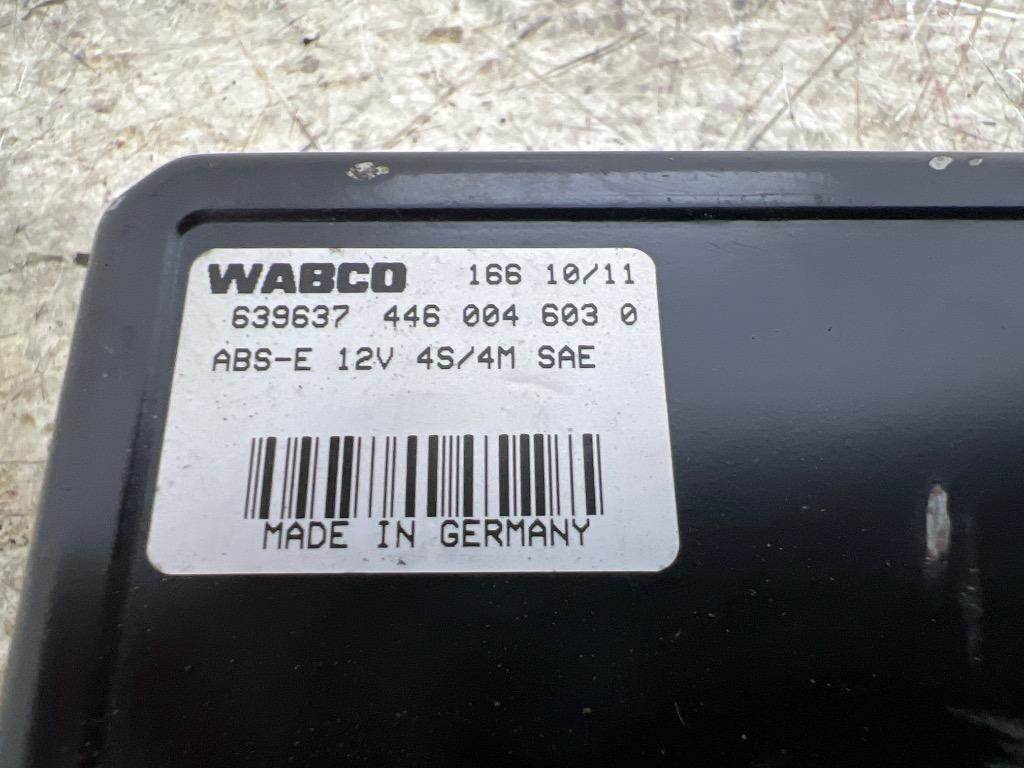 WABCO 166 10/11
639637 446 004 603 0
ABS-E 12V 4S/4M SAE
MADE IN GERMANY